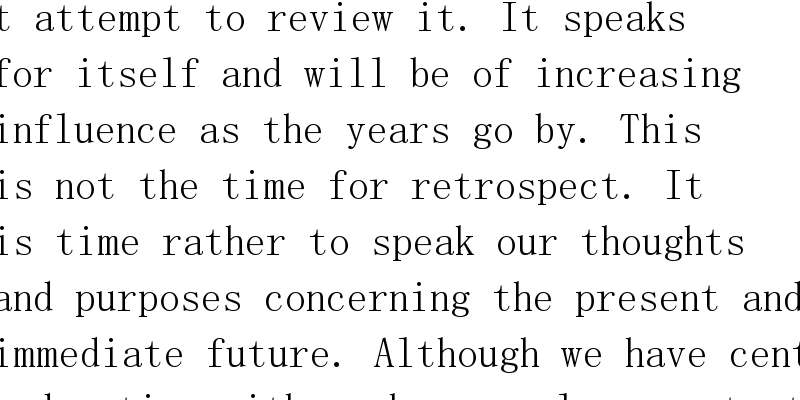 t attempt to review it. It speaks
for itself and will be of increasing
influence as the years go by. This
is not the time for retrospect. It
is time rather to speak our thoughts
and purposes concerning the present and
immediate future. Although we have cent